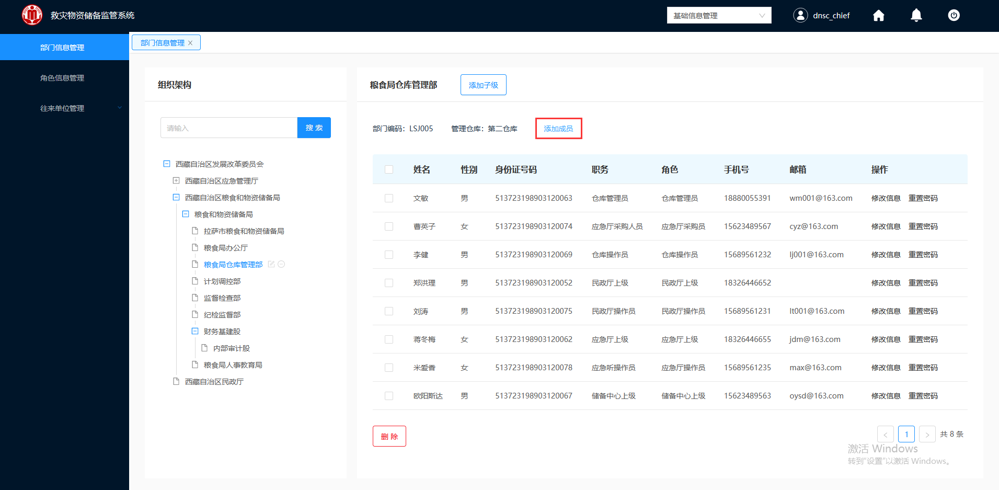 救灾物资储备监管系统
基础信息管理
dnsc_chief
部门信息管理
角色信息管理
往来单位管理
部门信息管理
组织架构
请输入
搜 索
西藏自治区发展改革委员会
西藏自治区应急管理厅
西藏自治区粮食和物资储备局
粮食和物资储备局
拉萨市粮食和物资储备局
粮食局办公厅
粮食局仓库管理部
计划调控部
监督检查部
纪检监督部
财务基建股
内部审计股
粮食局人事教育局
西藏自治区民政厅
粮食局仓库管理部 添加子级
部门编码：LSJ005 管理仓库：第二仓库 添加成员
姓名 性别 身份证号码 职务 角色 手机号 邮箱 操作
文敏 男 513723198903120063 仓库管理员 仓库管理员 18880055391 wm001@163.com 修改信息 重置密码
曹英子 女 513723198903120074 应急厅采购人员 应急厅采购员 15623489567 cyz@163.com 修改信息 重置密码
李健 男 513723198903120069 仓库操作员 仓库操作员 15689561232 lj001@163.com 修改信息 重置密码
郑洪理 男 513723198903120052 民政厅上级 民政厅上级 18326446652 修改信息 重置密码
刘涛 男 513723198903120075 民政厅操作员 民政厅操作员 15689561231 lt001@163.com 修改信息 重置密码
蒋冬梅 女 513723198903120062 应急厅上级 应急厅上级 18326446655 jdm@163.com 修改信息 重置密码
米爱香 女 513723198903120078 应急听操作员 应急厅操作员 15689561235 max@163.com 修改信息 重置密码
欧阳斯达 男 513723198903120067 储备中心上级 储备中心上级 15623489563 oysd@163.com 修改信息 重置密码
删 除
< 1 > 共 8 条
激活 Windows
转到"设置"以激活 Windows。